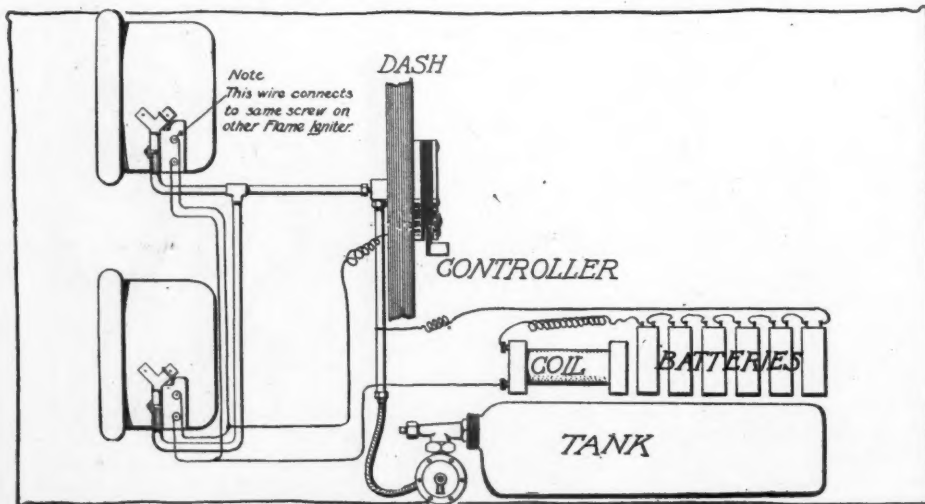 Note
This wire connects
to same screw on
other Flame Igniter.
DASH
CONTROLLER
COIL
BATTERIES
TANK